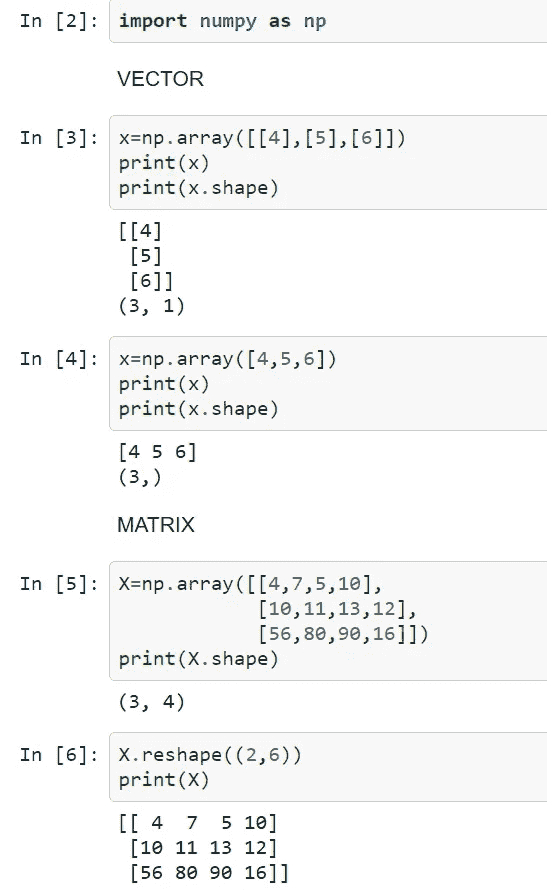 In [2]: import numpy as np
VECTOR
In [3]: x=np.array([[4],[5],[6]])
print(x)
print(x.shape)
[[4]
 [5]
 [6]]
(3, 1)
In [4]: x=np.array([4,5,6])
print(x)
print(x.shape)
[4 5 6]
(3,)
MATRIX
In [5]: X=np.array([[4,7,5,10],
            [10,11,13,12],
            [56,80,90,16]])
print(X.shape)
(3, 4)
In [6]: X.reshape((2,6))
print(X)
[[ 4  7  5 10]
 [10 11 13 12]
 [56 80 90 16]]